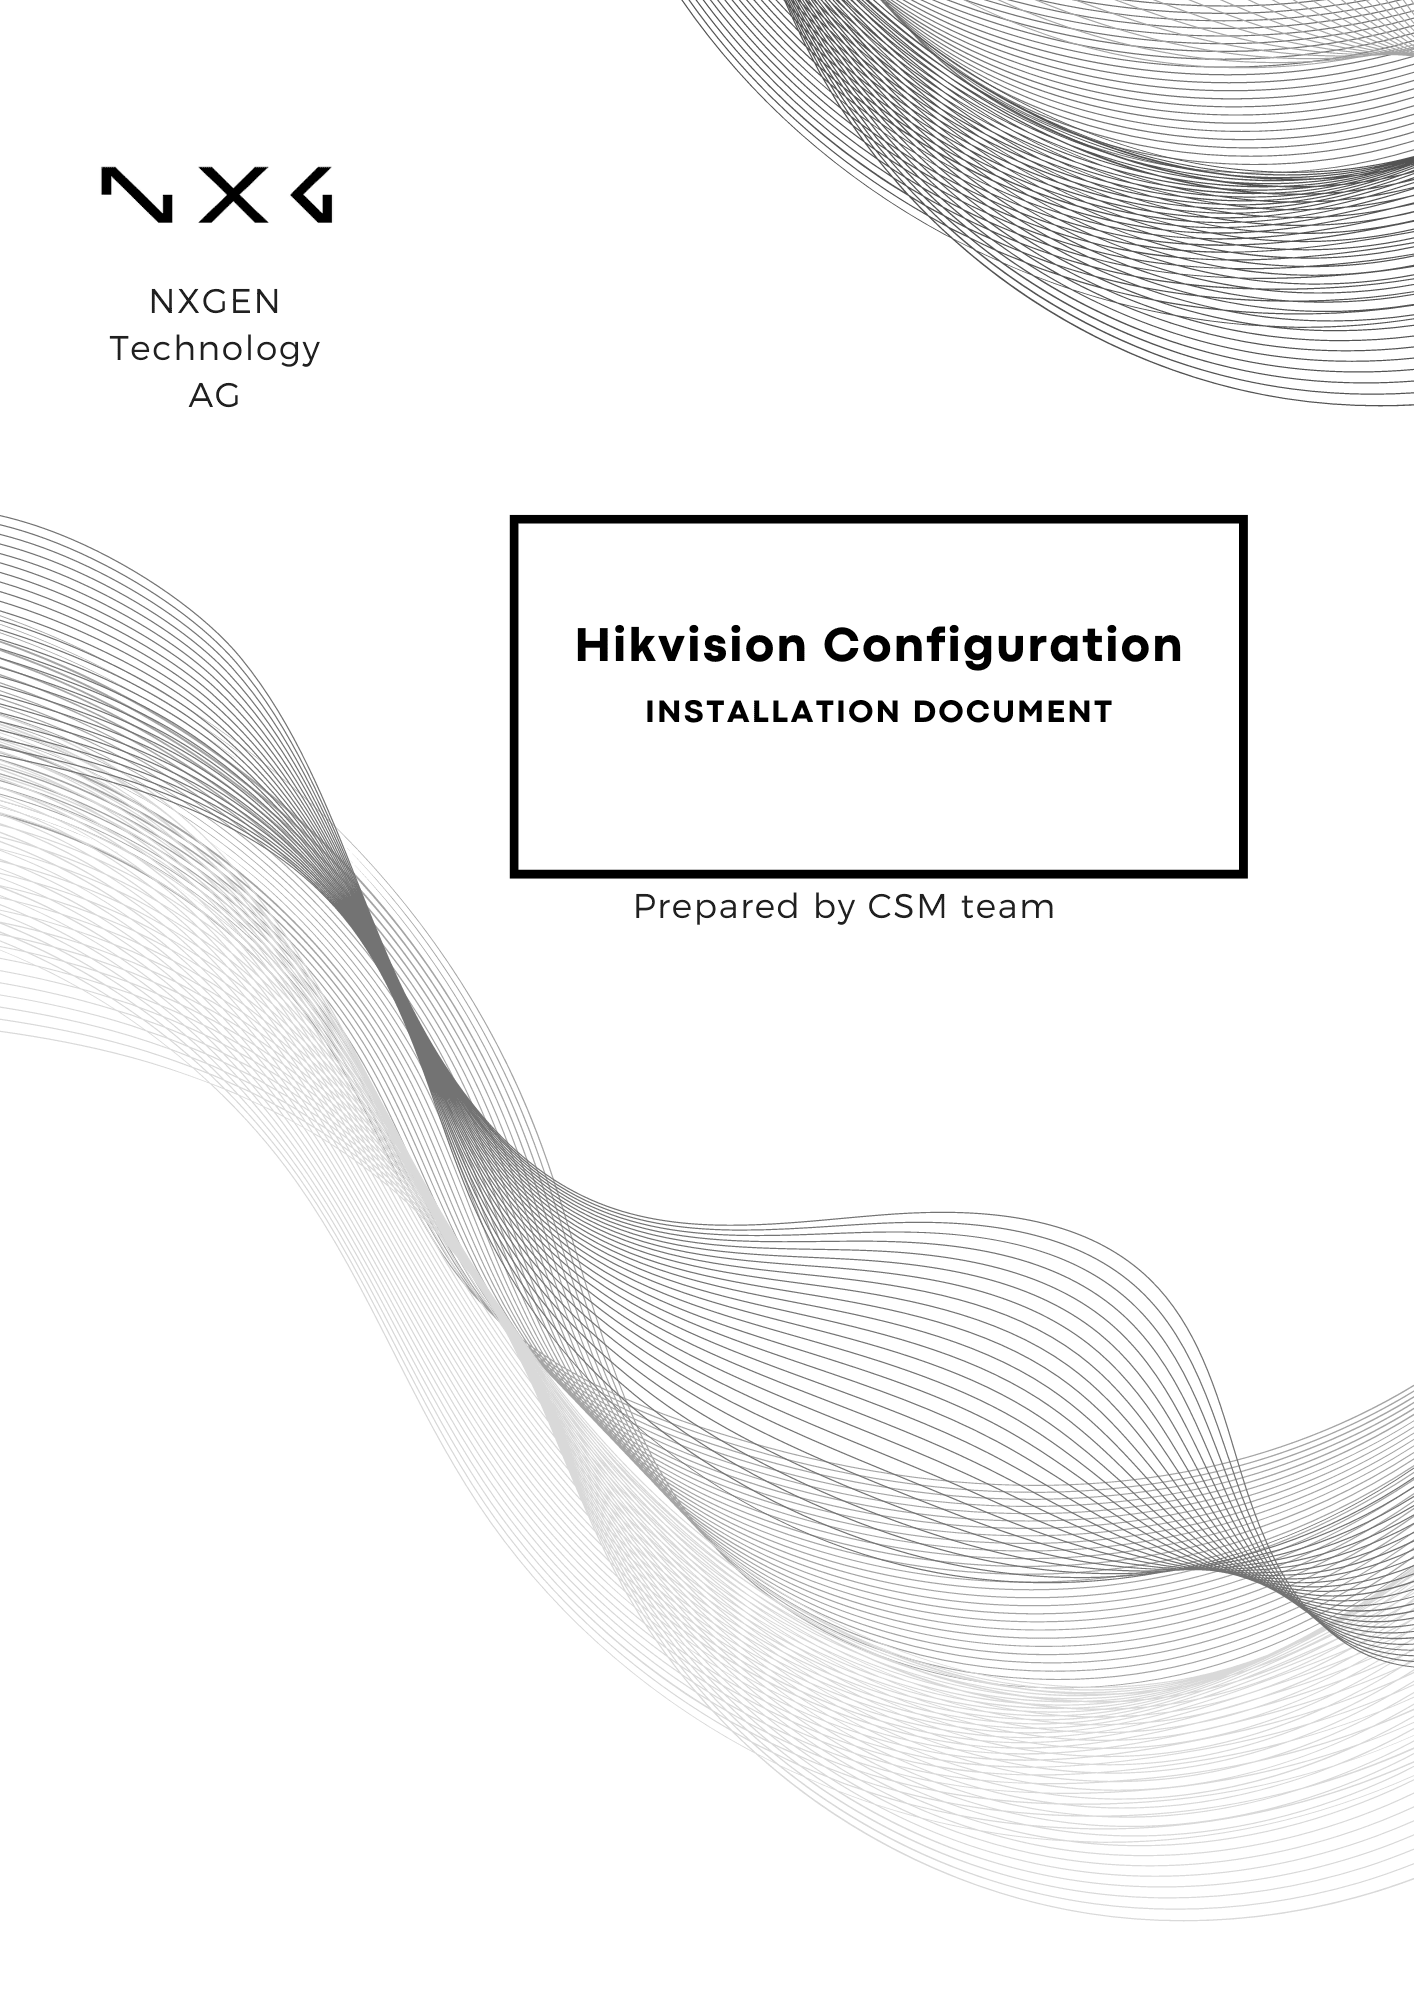 NXG
NXGEN
Technology
AG
Hikvision Configuration
INSTALLATION DOCUMENT
Prepared by CSM team